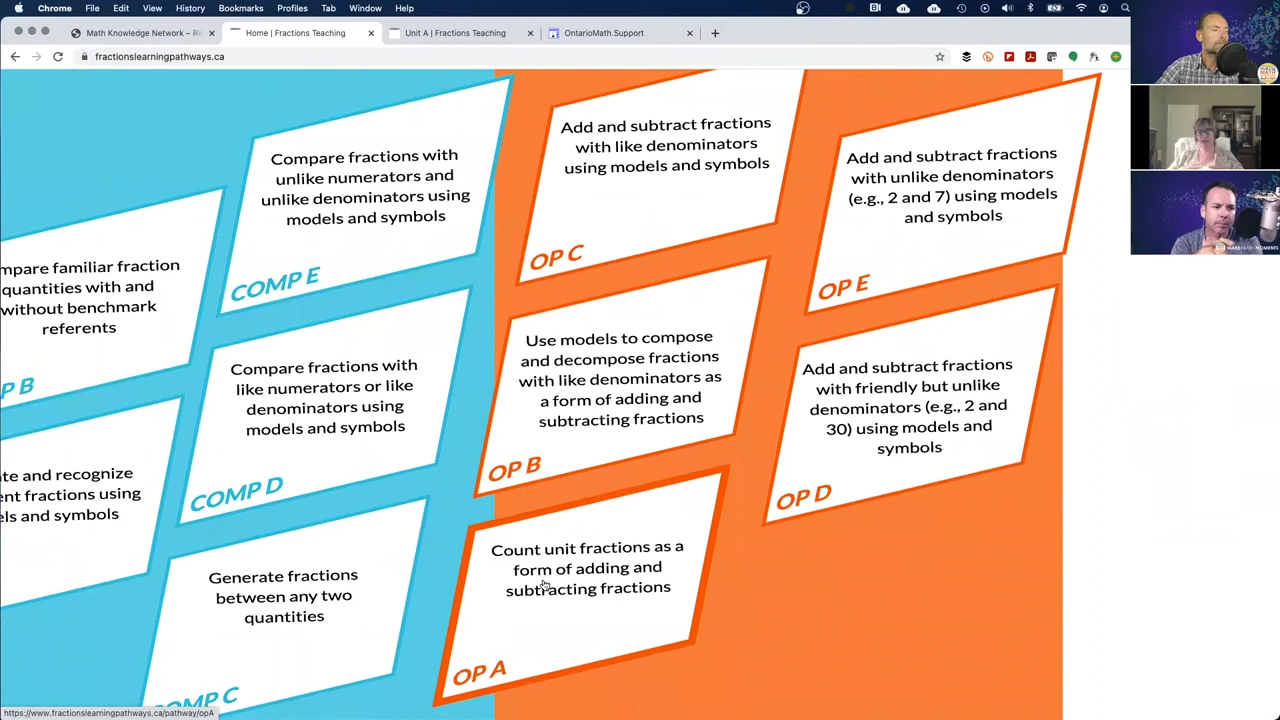 Chrome File Edit View History Bookmarks Profiles Tab Window Help
Math Knowledge Network – R
Home | Fractions Teaching
Unit A | Fractions Teaching
OntarioMath.Support
fractionslearningpathways.ca
Compare fractions with
unlike numerators and
unlike denominators using
models and symbols
COMP E
Add and subtract fractions
with like denominators
using models and symbols
OP C
Add and subtract fractions
with unlike denominators
(e.g., 2 and 7) using models
and symbols
OP E
mpare familiar fraction
quantities with and
without benchmark
referents
P B
Compare fractions with
like numerators or like
denominators using
models and symbols
COMP D
Use models to compose
and decompose fractions
with like denominators as
a form of adding and
subtracting fractions
OP B
Add and subtract fractions
with friendly but unlike
denominators (e.g., 2 and
30) using models and
symbols
OP D
te and recognize
ent fractions using
ls and symbols
Generate fractions
between any two
quantities
OMP C
Count unit fractions as a
form of adding and
subtracting fractions
OP A
https://www.fractionslearningpathways.ca/pathway/opA
MAKE MATH MOMENTS